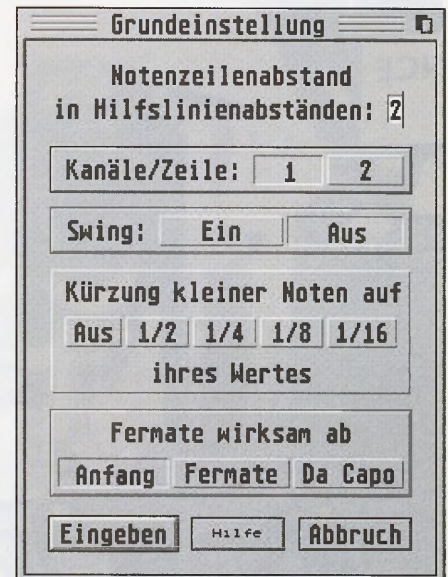 Grundeinstellung
Notenzeilenabstand
in Hilfslinienabständen: 2
Kanäle/Zeile: 1 2
Swing: Ein Aus
Kürzung kleiner Noten auf
Aus 1/2 1/4 1/8 1/16
ihres Wertes
Fermate wirksam ab
Anfang Fermate Da Capo
Eingeben Hilfe Abbruch